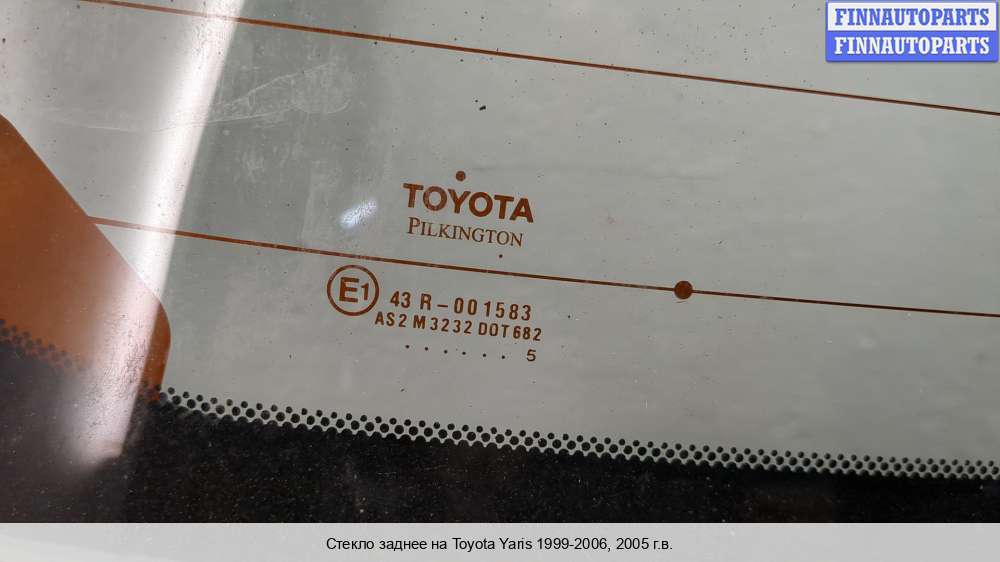 FINNAUTOPARTS
FINNAUTOPARTS
TOYOTA
PILKINGTON
E1
43 R-001583
AS2 M3232 DOT682
. . . . . . 5
Стекло заднее на Toyota Yaris 1999-2006, 2005 г.в.